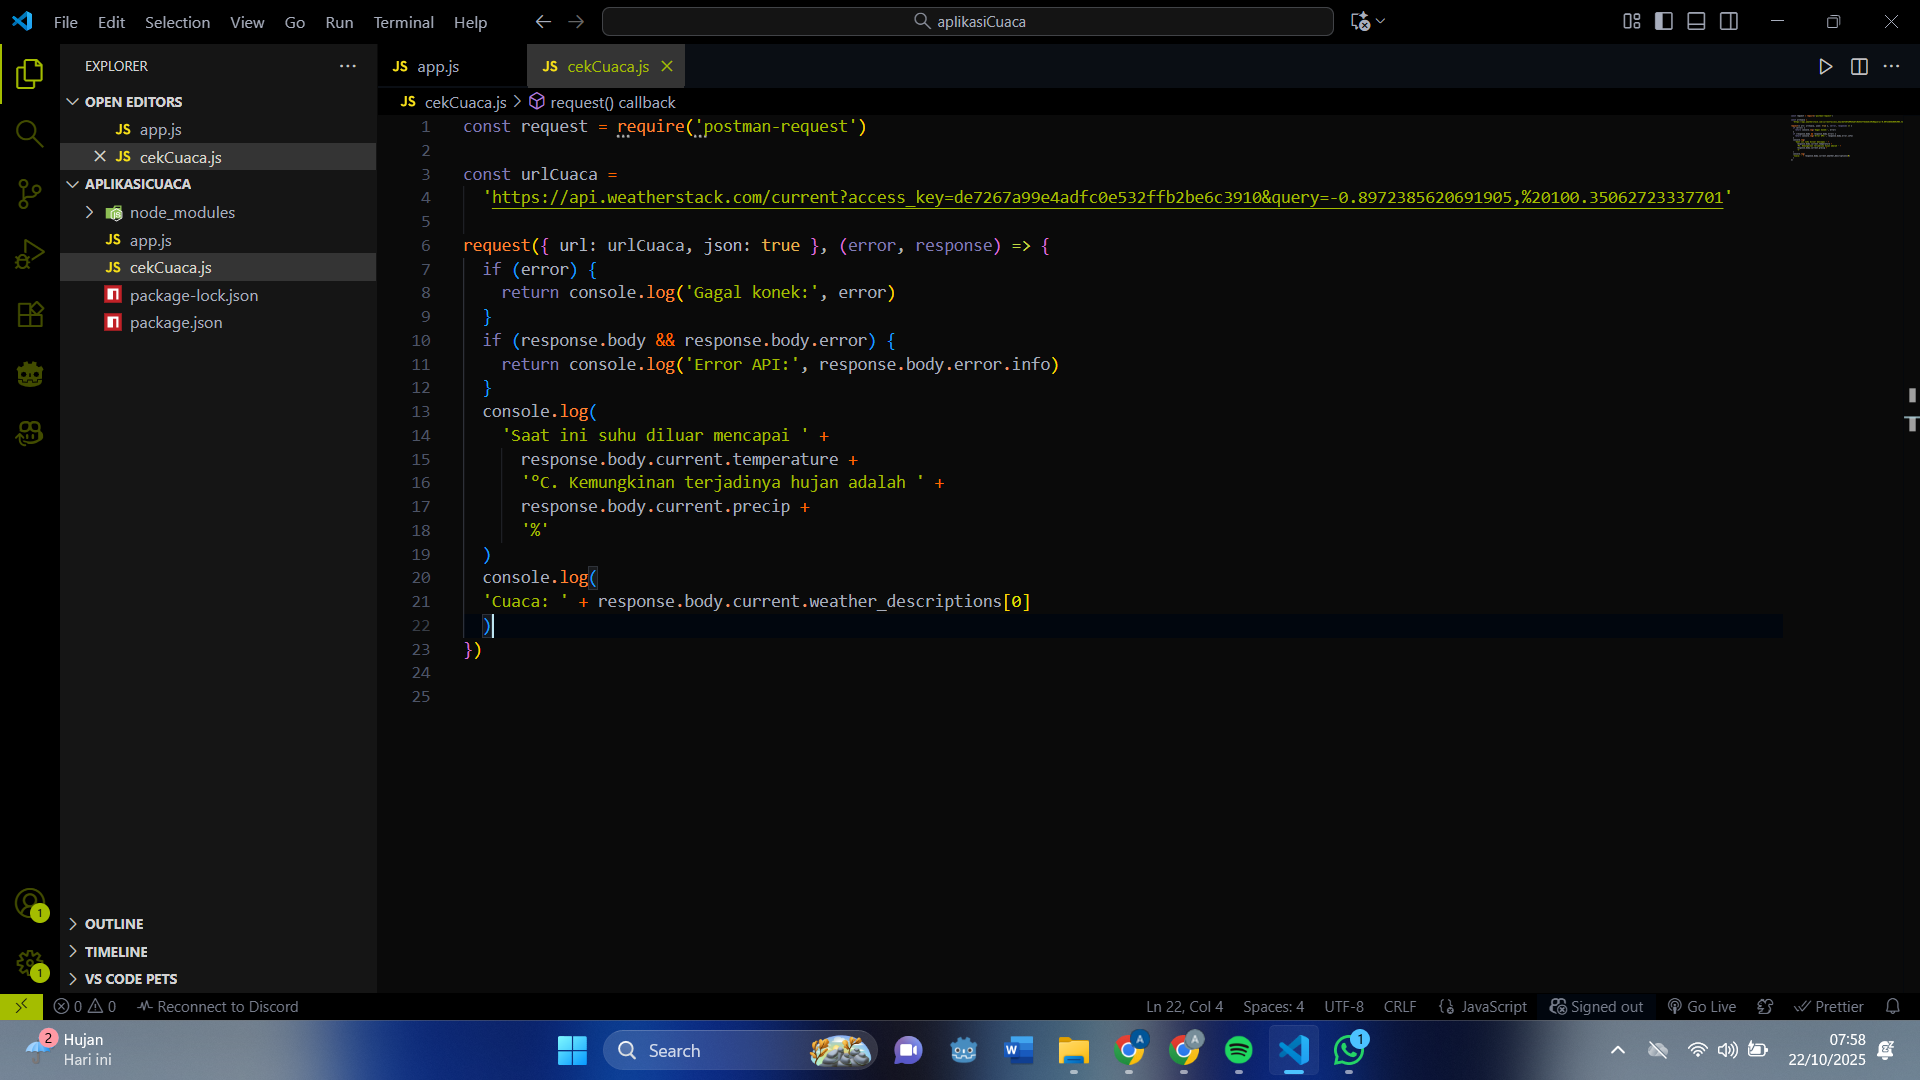 File Edit Selection View Go Run Terminal Help
aplikasiCuaca
EXPLORER
OPEN EDITORS
JS app.js
JS cekCuaca.js
APLIKASICUACA
node_modules
JS app.js
JS cekCuaca.js
package-lock.json
package.json
OUTLINE
TIMELINE
VS CODE PETS
1
1
JS app.js JS cekCuaca.js
JS cekCuaca.js > request() callback
1 const request = require('postman-request')
2
3 const urlCuaca =
4 'https://api.weatherstack.com/current?access_key=de7267a99e4adfc0e532ffb2be6c3910&query=-0.8972385620691905,%20100.35062723337701'
5
6 request({ url: urlCuaca, json: true }, (error, response) => {
7 if (error) {
8 return console.log('Gagal konek:', error)
9 }
10 if (response.body && response.body.error) {
11 return console.log('Error API:', response.body.error.info)
12 }
13 console.log(
14 'Saat ini suhu diluar mencapai ' +
15 response.body.current.temperature +
16 '°C. Kemungkinan terjadinya hujan adalah ' +
17 response.body.current.precip +
18 '%'
19 )
20 console.log(
21 'Cuaca: ' + response.body.current.weather_descriptions[0]
22 )
23 })
24
25
0 0 Reconnect to Discord Ln 22, Col 4 Spaces: 4 UTF-8 CRLF {} JavaScript Signed out Go Live Prettier
2 Hujan
Hari ini
Search
A
A
1
07:58
22/10/2025